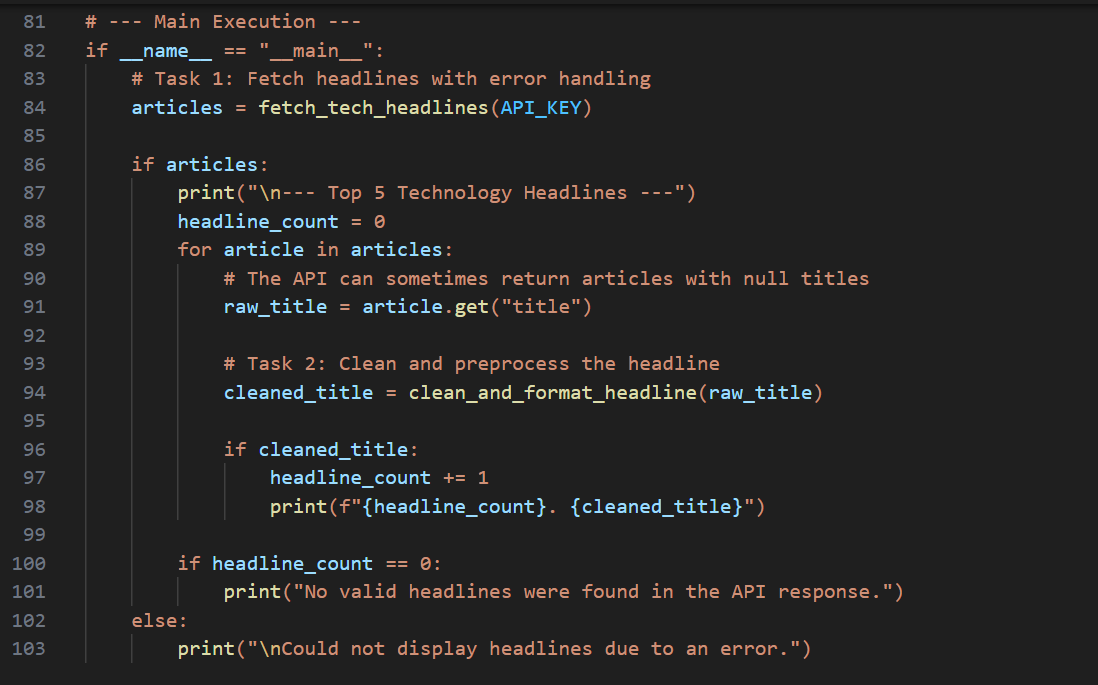 81 # --- Main Execution ---
82 if __name__ == "__main__":
83     # Task 1: Fetch headlines with error handling
84     articles = fetch_tech_headlines(API_KEY)
85
86     if articles:
87         print("\n--- Top 5 Technology Headlines ---")
88         headline_count = 0
89         for article in articles:
90             # The API can sometimes return articles with null titles
91             raw_title = article.get("title")
92
93             # Task 2: Clean and preprocess the headline
94             cleaned_title = clean_and_format_headline(raw_title)
95
96             if cleaned_title:
97                 headline_count += 1
98                 print(f"{headline_count}. {cleaned_title}")
99
100         if headline_count == 0:
101             print("No valid headlines were found in the API response.")
102     else:
103         print("\nCould not display headlines due to an error.")